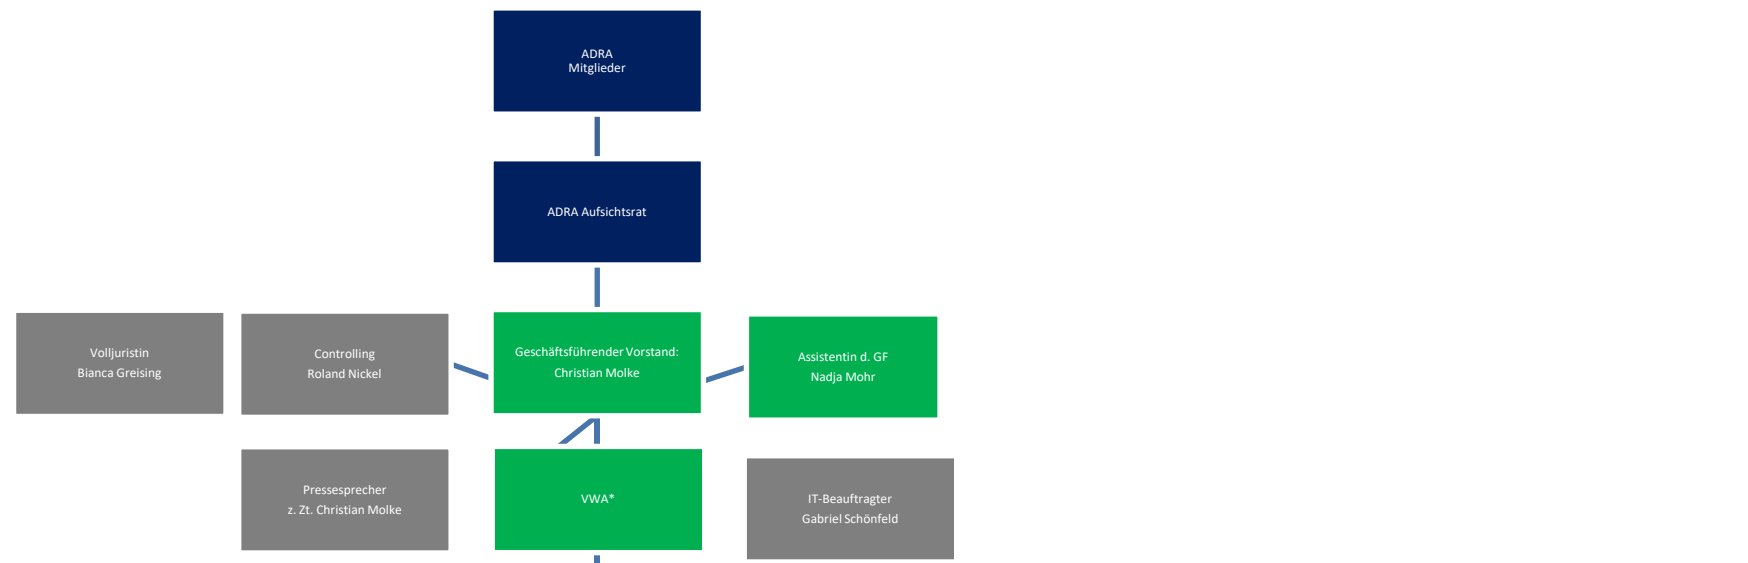 ADRA
Mitglieder
ADRA Aufsichtsrat
Volljuristin
Bianca Greising
Controlling
Roland Nickel
Geschäftsführender Vorstand:
Christian Molke
Assistentin d. GF
Nadja Mohr
Pressesprecher
z. Zt. Christian Molke
VWA*
IT-Beauftragter
Gabriel Schönfeld